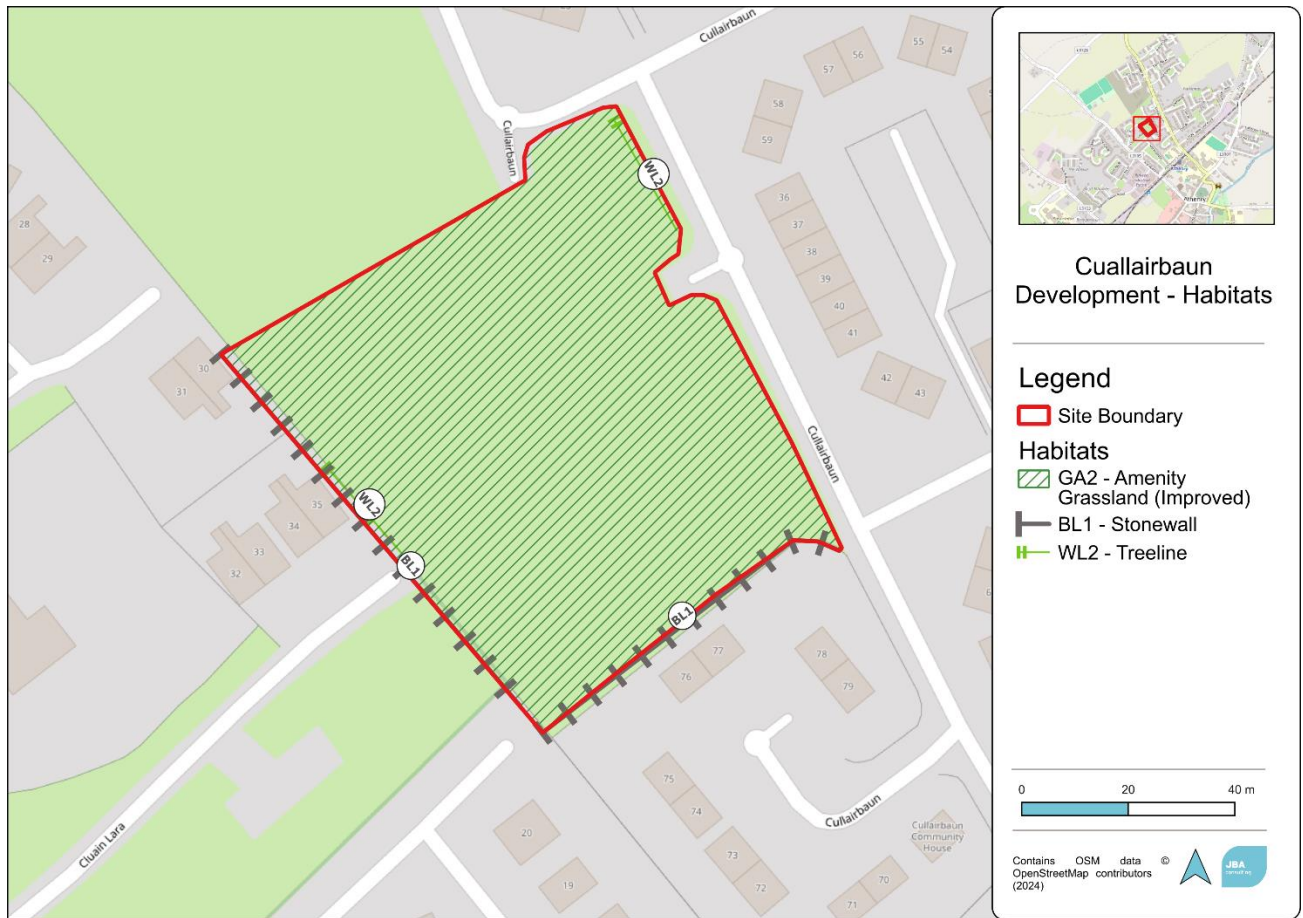 Cullairbaun
55
54
57
56
58
59
Cullairbaun
WL2
36
37
38
39
40
41
42
43
28
29
30
31
WL2
35
34
33
32
BL1
Cullairbaun
BL1
77
76
78
79
Cluain Lara
75
74
73
72
20
19
Cullairbaun
Cullairbaun
Community
House
70
71
Athenry
Cuallairbaun
Development - Habitats
Legend
Site Boundary
Habitats
GA2 - Amenity
Grassland (Improved)
BL1 - Stonewall
WL2 - Treeline
0 20 40 m
Contains OSM data ©
OpenStreetMap contributors
(2024)
JBA
consulting